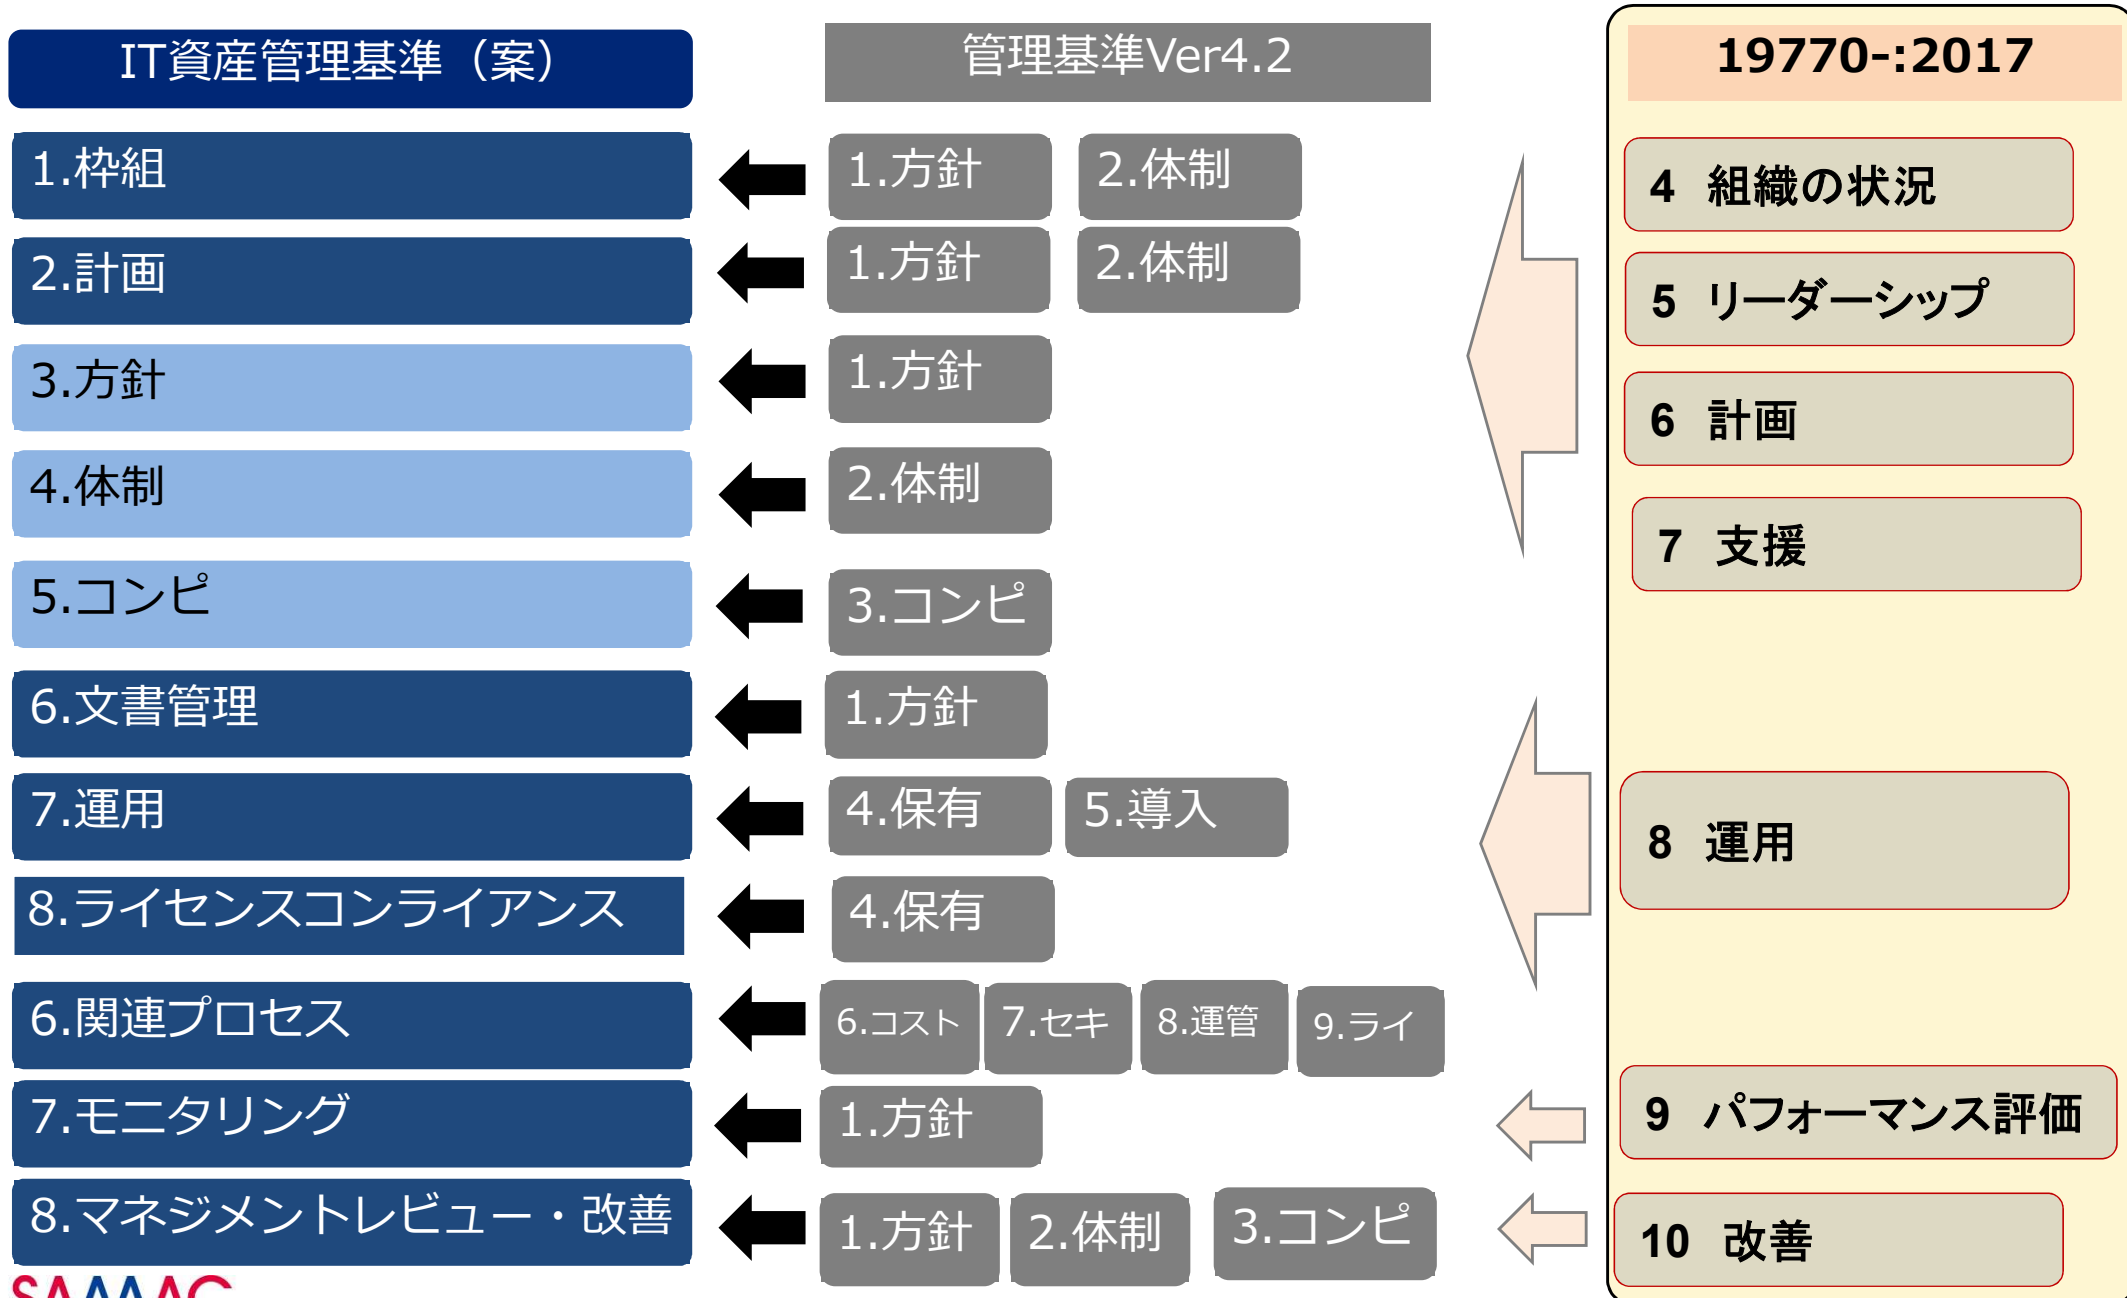 IT資産管理基準（案）
管理基準Ver4.2
19770-:2017
1.枠組
1.方針
2.体制
4 組織の状況
2.計画
1.方針
2.体制
5 リーダーシップ
3.方針
1.方針
6 計画
4.体制
2.体制
7 支援
5.コンピ
3.コンピ
6.文書管理
1.方針
7.運用
4.保有
5.導入
8 運用
8.ライセンスコンライアンス
4.保有
6.関連プロセス
6.コスト
7.セキ
8.運管
9.ライ
7.モニタリング
1.方針
9 パフォーマンス評価
8.マネジメントレビュー・改善
1.方針
2.体制
3.コンピ
10 改善
SAAAAC